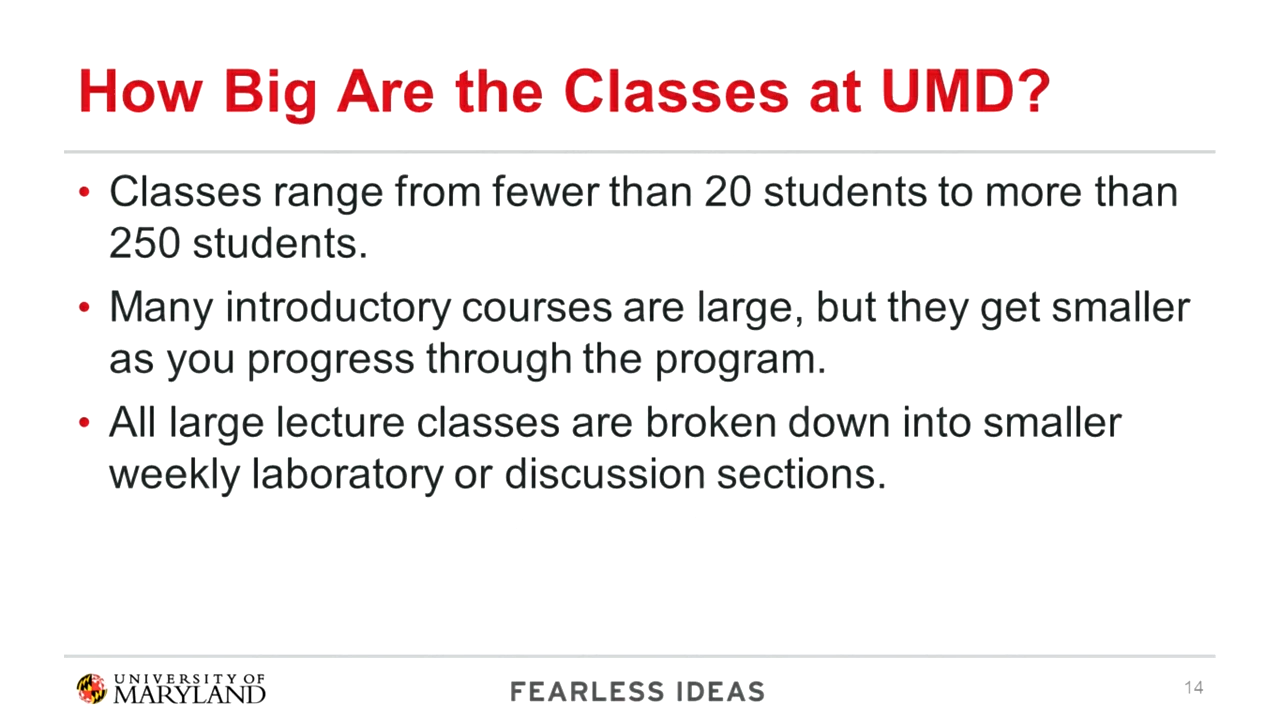 How Big Are the Classes at UMD?
• Classes range from fewer than 20 students to more than
250 students.
• Many introductory courses are large, but they get smaller
as you progress through the program.
• All large lecture classes are broken down into smaller
weekly laboratory or discussion sections.
UNIVERSITY OF
MARYLAND
FEARLESS IDEAS
14